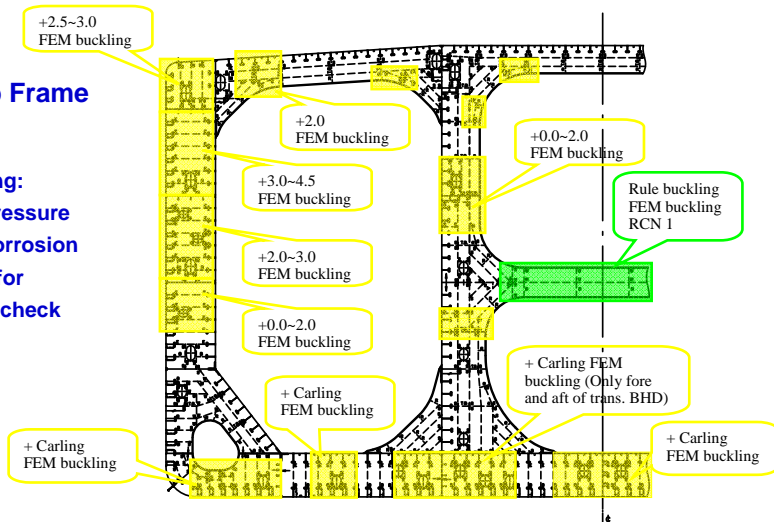 +2.5~3.0
FEM buckling
Frame
+2.0
FEM buckling
+0.0~2.0
FEM buckling
ng:
+3.0~4.5
FEM buckling
Rule buckling
FEM buckling
RCN 1
ressure
orrosion
for
check
+2.0~3.0
FEM buckling
+0.0~2.0
FEM buckling
+ Carling
FEM buckling
+ Carling FEM
buckling (Only fore
and aft of trans. BHD)
+ Carling
FEM buckling
+ Carling
FEM buckling